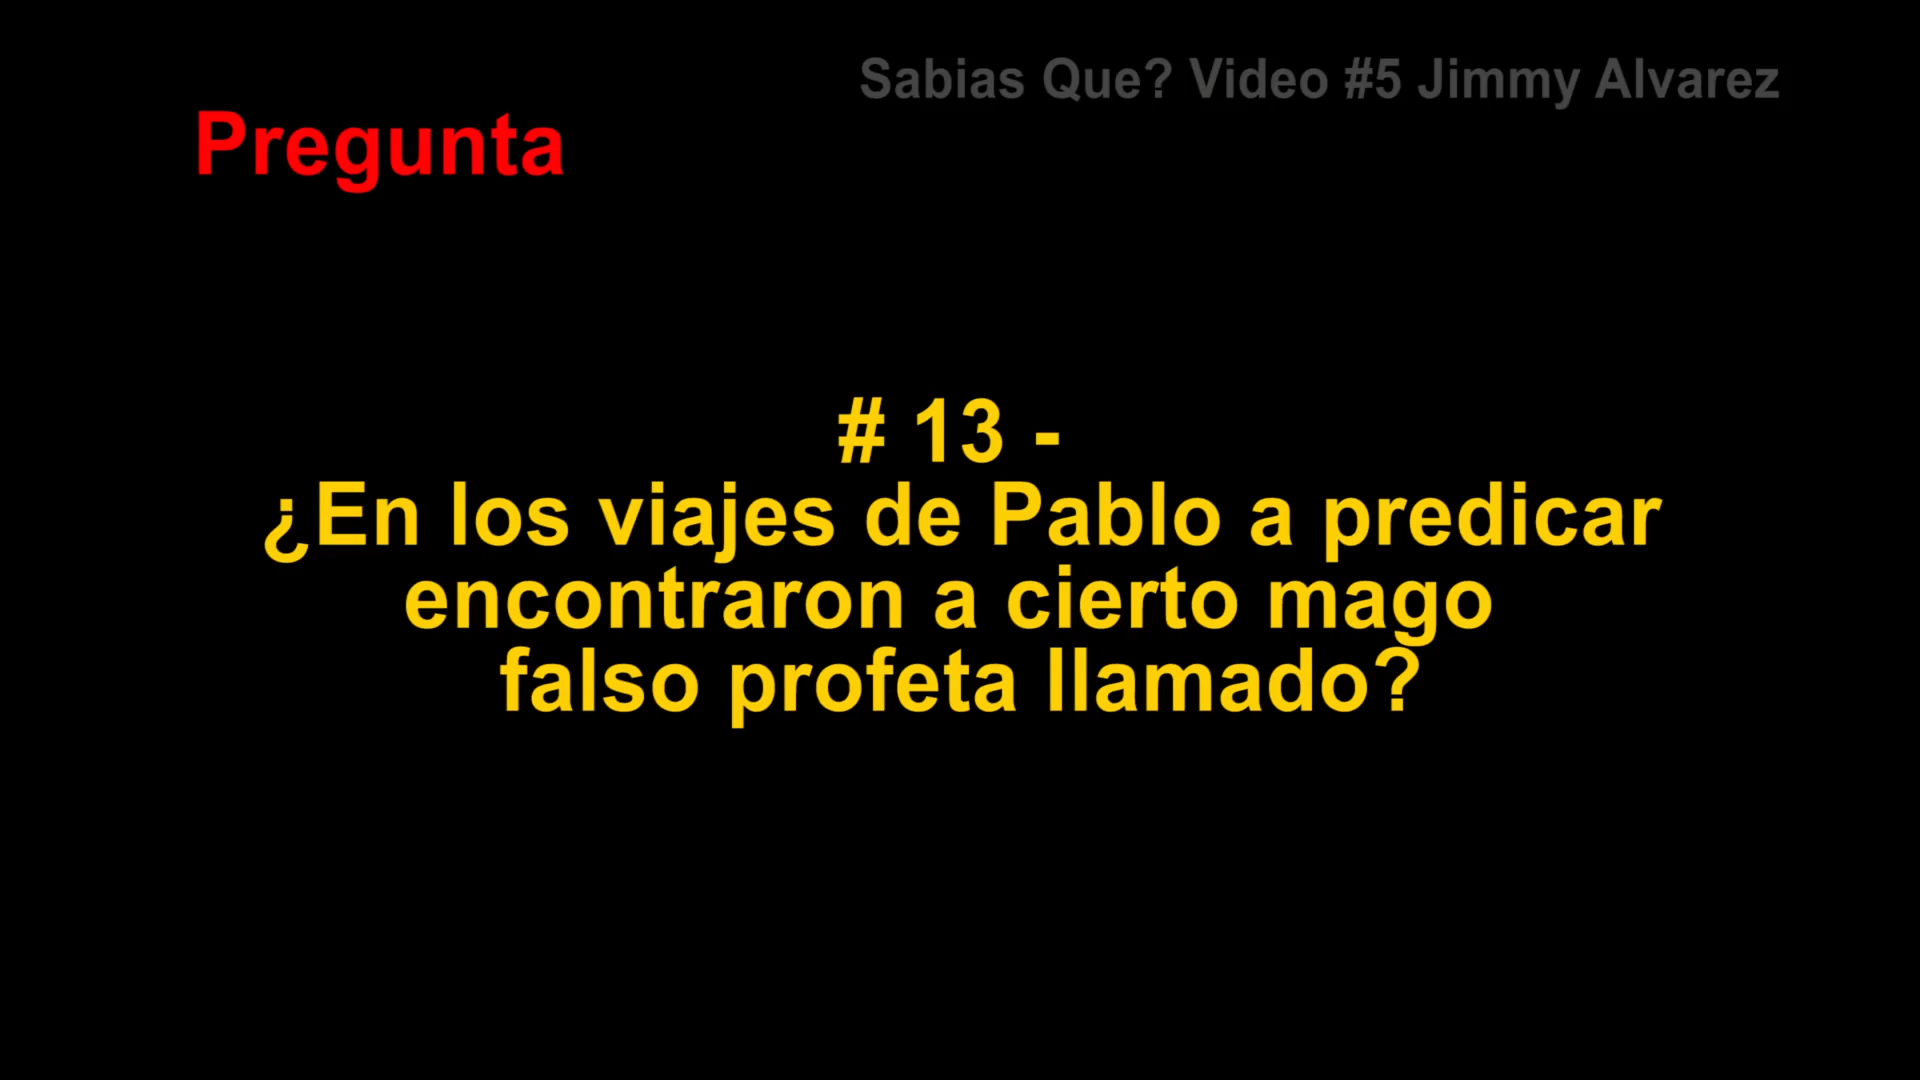 Sabias Que? Video #5 Jimmy Alvarez
Pregunta
# 13 -
¿En los viajes de Pablo a predicar
encontraron a cierto mago
falso profeta llamado?